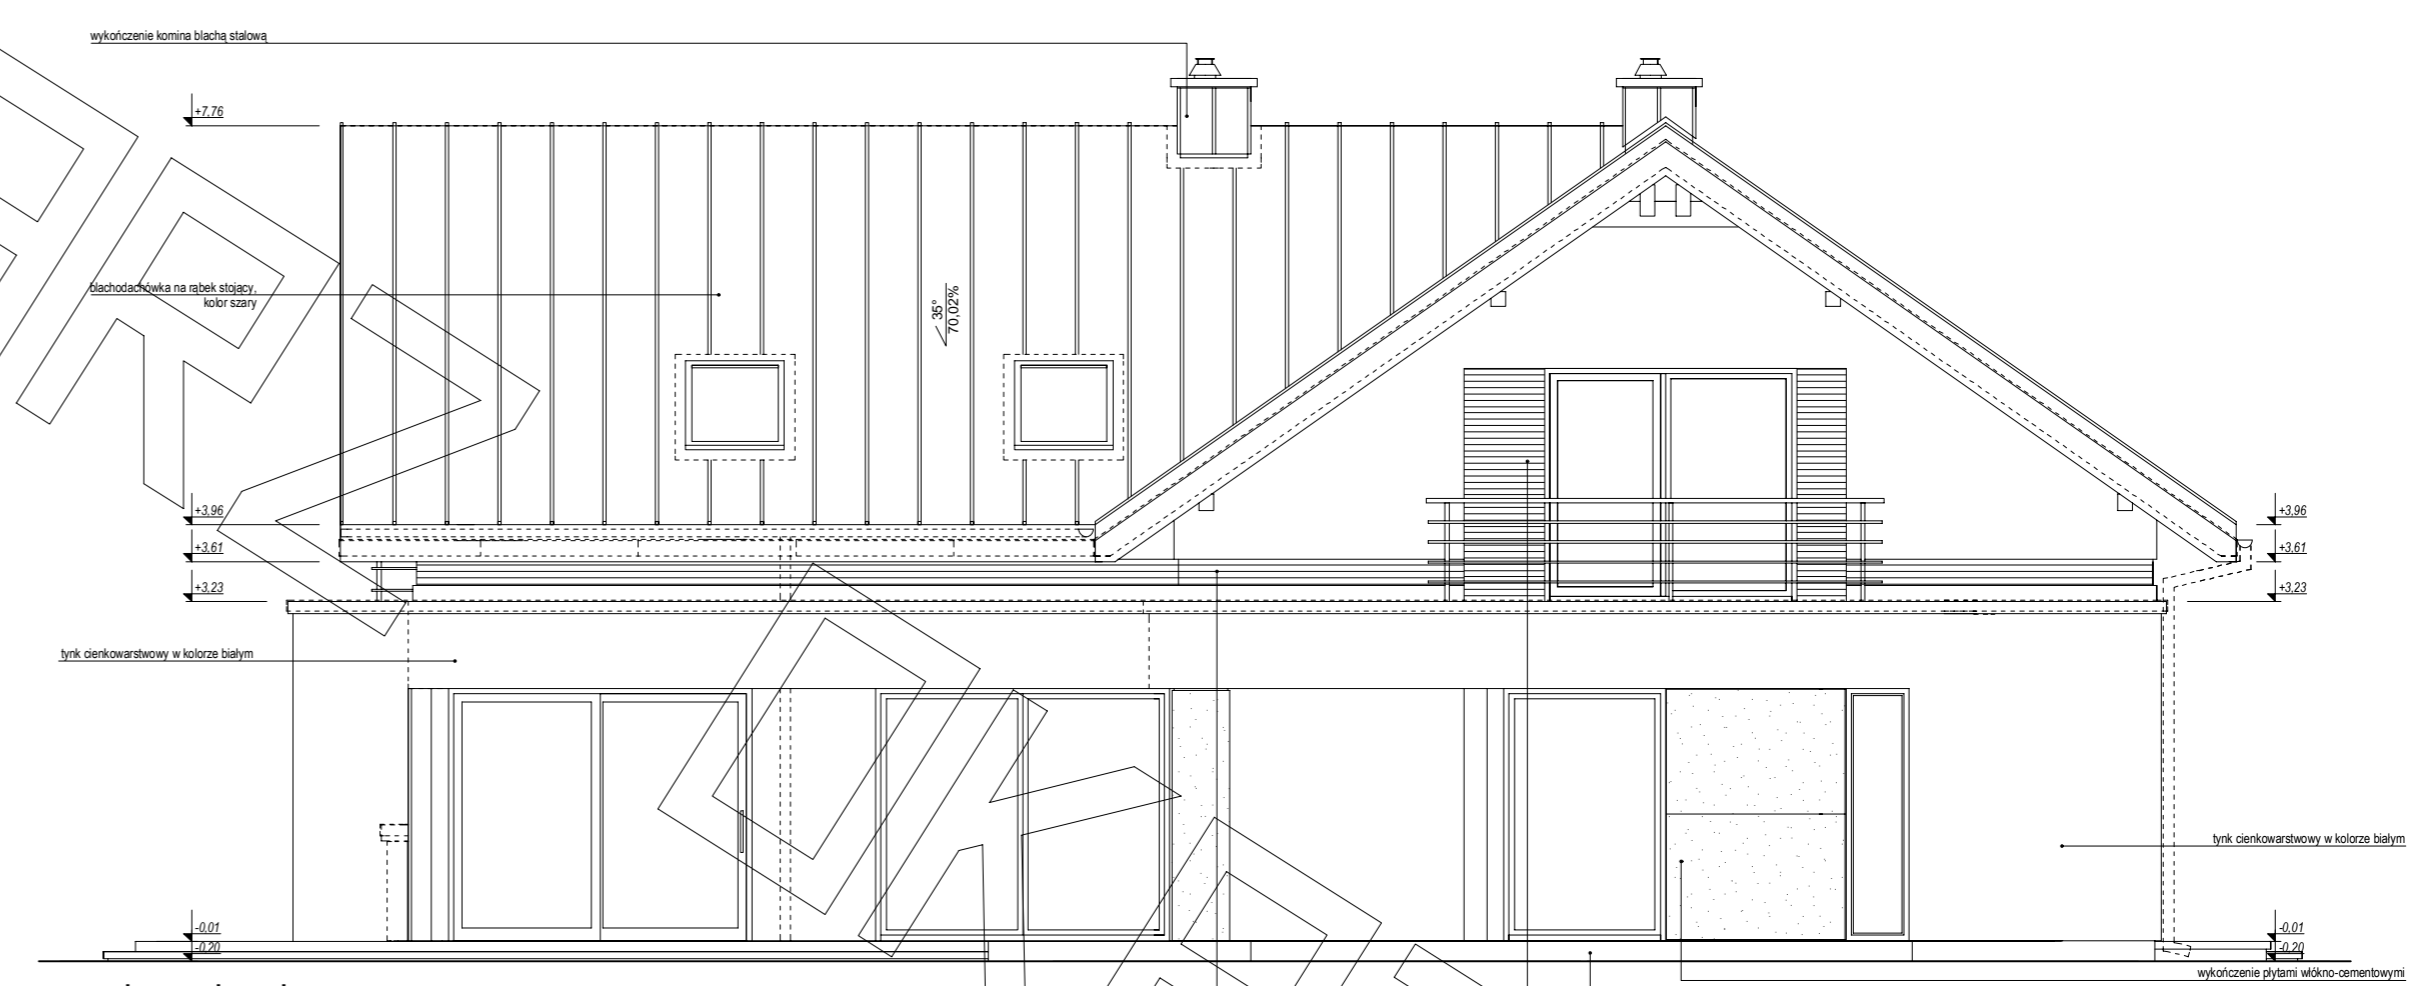 wykończenie komina blachą stalową
+7,76
blachodachówka na rąbek stojący,
kolor szary
35°
70,02%
+3,96
+3,96
+3,61
+3,61
+3,23
+3,23
tynk cienkowarstwowy w kolorze białym
tynk cienkowarstwowy w kolorze białym
-0,01
-0,01
-0,20
-0,20
wykończenie płytami włókno-cementowymi